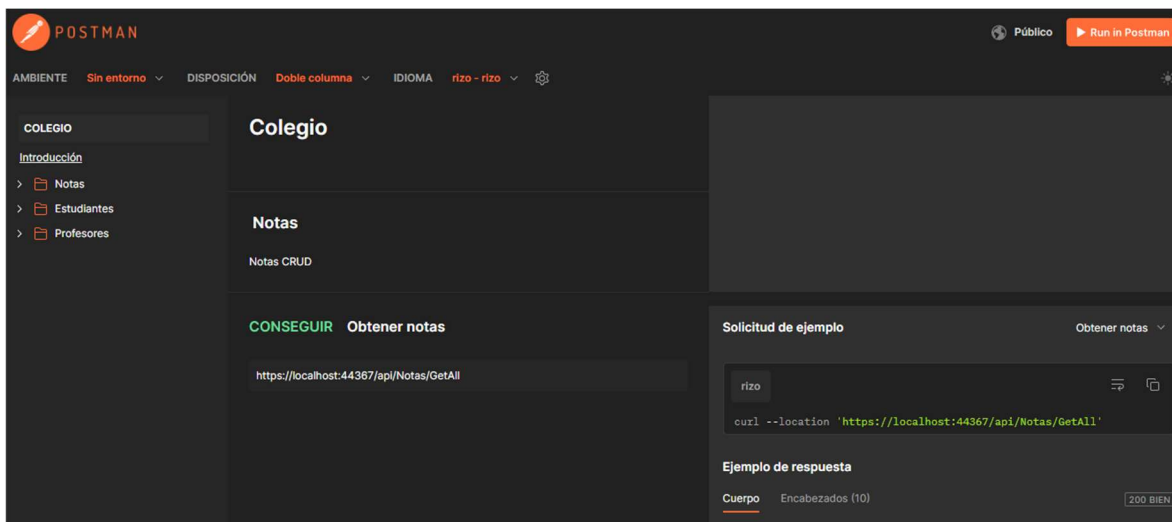 POSTMAN
Público
Run in Postman
AMBIENTE Sin entorno DISPOSICIÓN Doble columna IDIOMA rizo - rizo
COLEGIO
Introducción
Notas
Estudiantes
Profesores
Colegio
Notas
Notas CRUD
CONSEGUIR Obtener notas
https://localhost:44367/api/Notas/GetAll
Solicitud de ejemplo
Obtener notas
rizo
curl --location 'https://localhost:44367/api/Notas/GetAll'
Ejemplo de respuesta
Cuerpo Encabezados (10)
200 BIEN